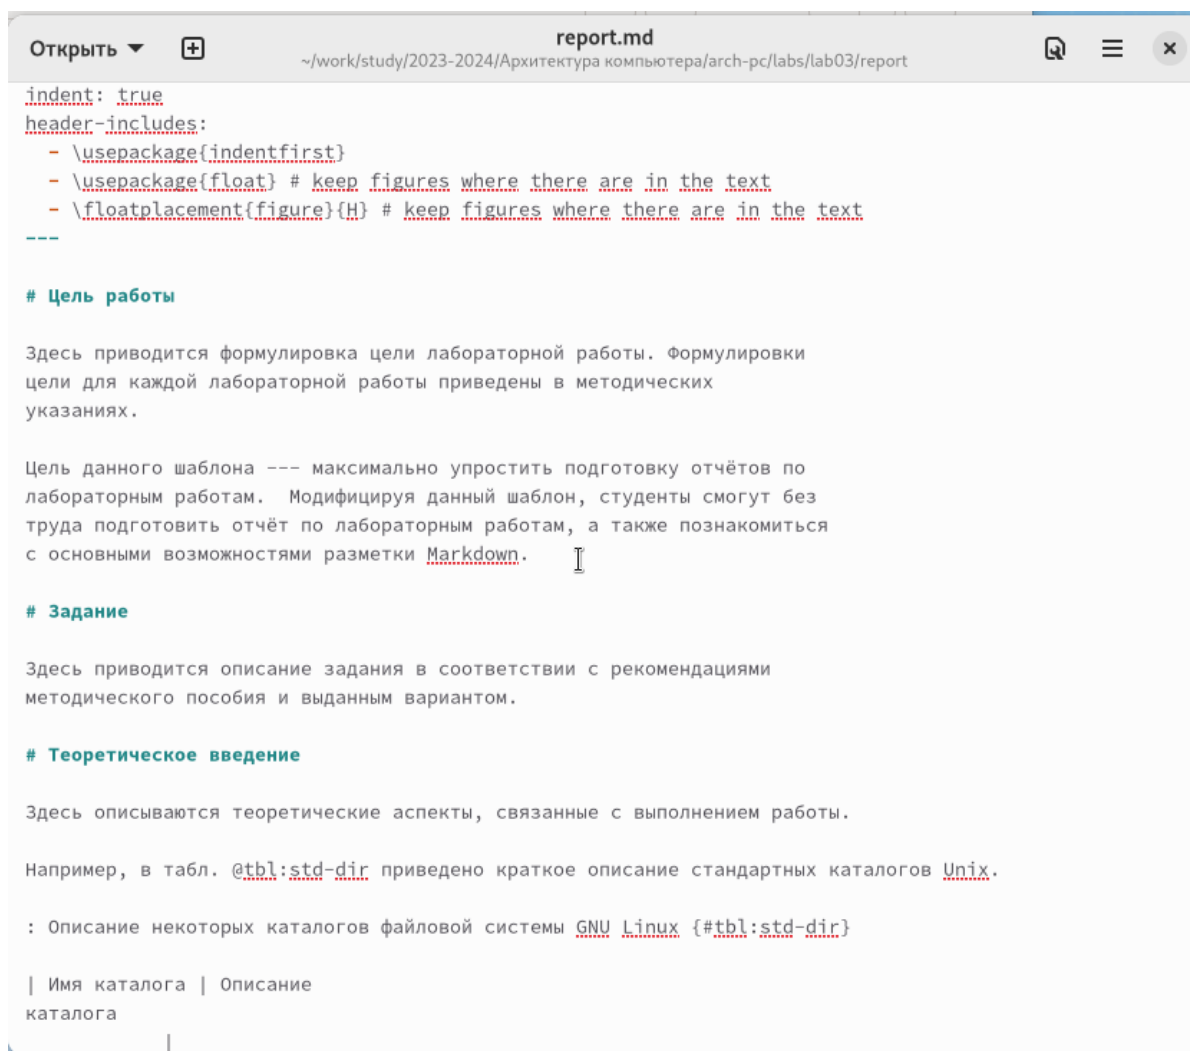 Открыть
report.md
~/work/study/2023-2024/Архитектура компьютера/arch-pc/labs/lab03/report
indent: true
header-includes:
  - \usepackage{indentfirst}
  - \usepackage{float} # keep figures where there are in the text
  - \floatplacement{figure}{H} # keep figures where there are in the text
---
# Цель работы
Здесь приводится формулировка цели лабораторной работы. Формулировки
цели для каждой лабораторной работы приведены в методических
указаниях.
Цель данного шаблона --- максимально упростить подготовку отчётов по
лабораторным работам.  Модифицируя данный шаблон, студенты смогут без
труда подготовить отчёт по лабораторным работам, а также познакомиться
с основными возможностями разметки Markdown.
# Задание
Здесь приводится описание задания в соответствии с рекомендациями
методического пособия и выданным вариантом.
# Теоретическое введение
Здесь описываются теоретические аспекты, связанные с выполнением работы.
Например, в табл. @tbl:std-dir приведено краткое описание стандартных каталогов Unix.
: Описание некоторых каталогов файловой системы GNU Linux {#tbl:std-dir}
| Имя каталога | Описание
каталога
|